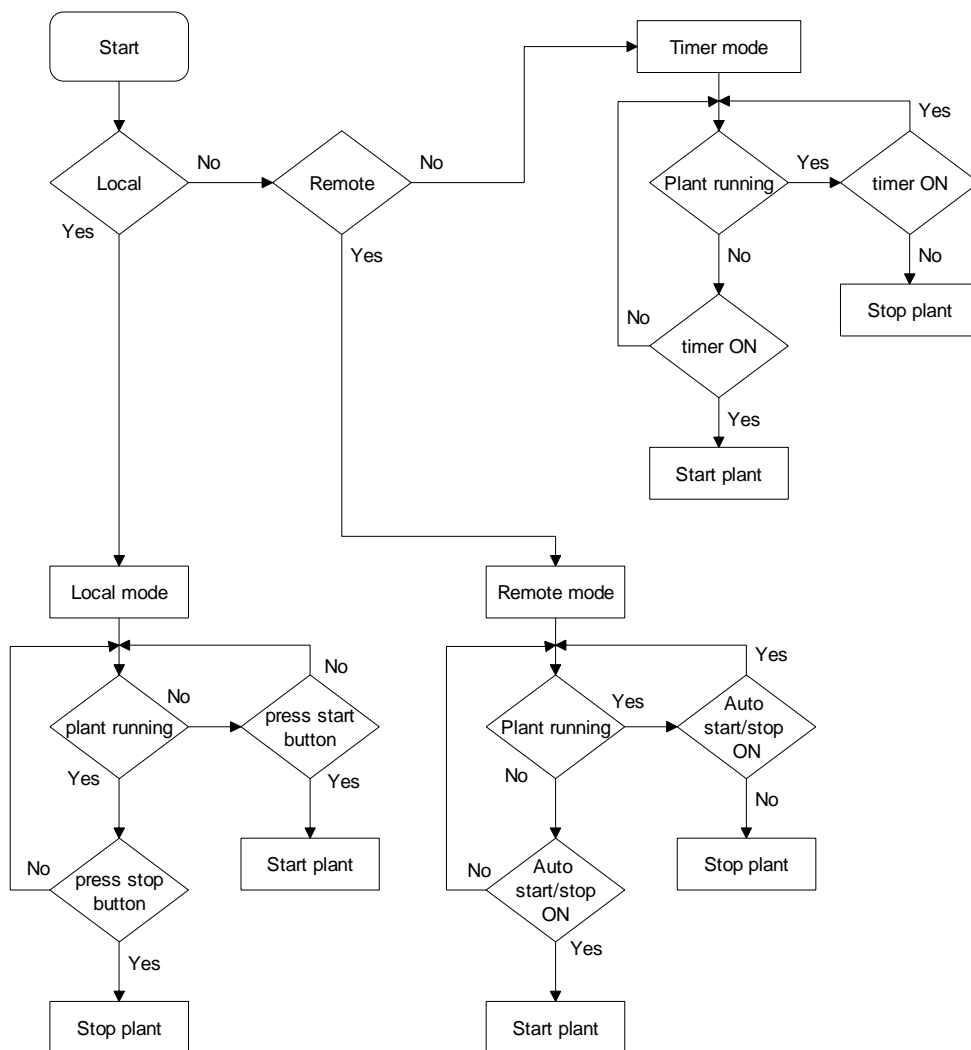 Start
Timer mode
Yes
Local
No
Remote
No
Plant running
Yes
timer ON
Yes
Yes
No
No
Stop plant
No
timer ON
Yes
Start plant
Local mode
Remote mode
No
Yes
plant running
No
press start
button
Plant running
Yes
Auto
start/stop
ON
Yes
Yes
No
No
No
press stop
button
Start plant
No
Auto
start/stop
ON
Stop plant
Yes
Yes
Stop plant
Start plant